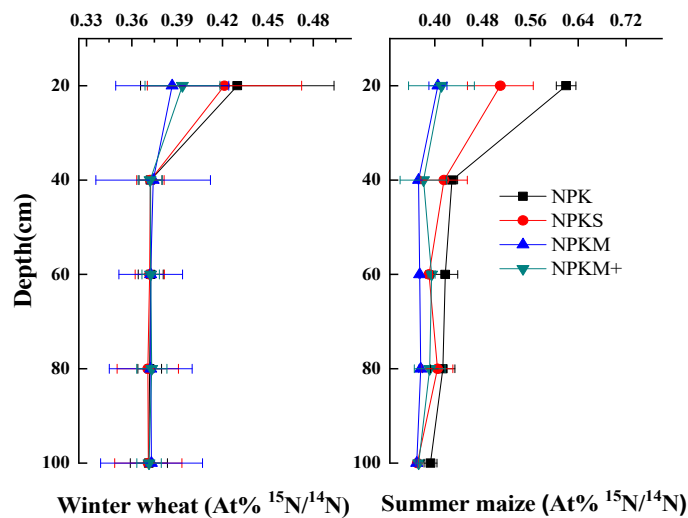 0.33 0.36 0.39 0.42 0.45 0.48
0.40 0.48 0.56 0.64 0.72
20
40
60
80
100
Depth(cm)
NPK
NPKS
NPKM
NPKM+
Winter wheat (At% ¹⁵N/¹⁴N)
Summer maize (At% ¹⁵N/¹⁴N)